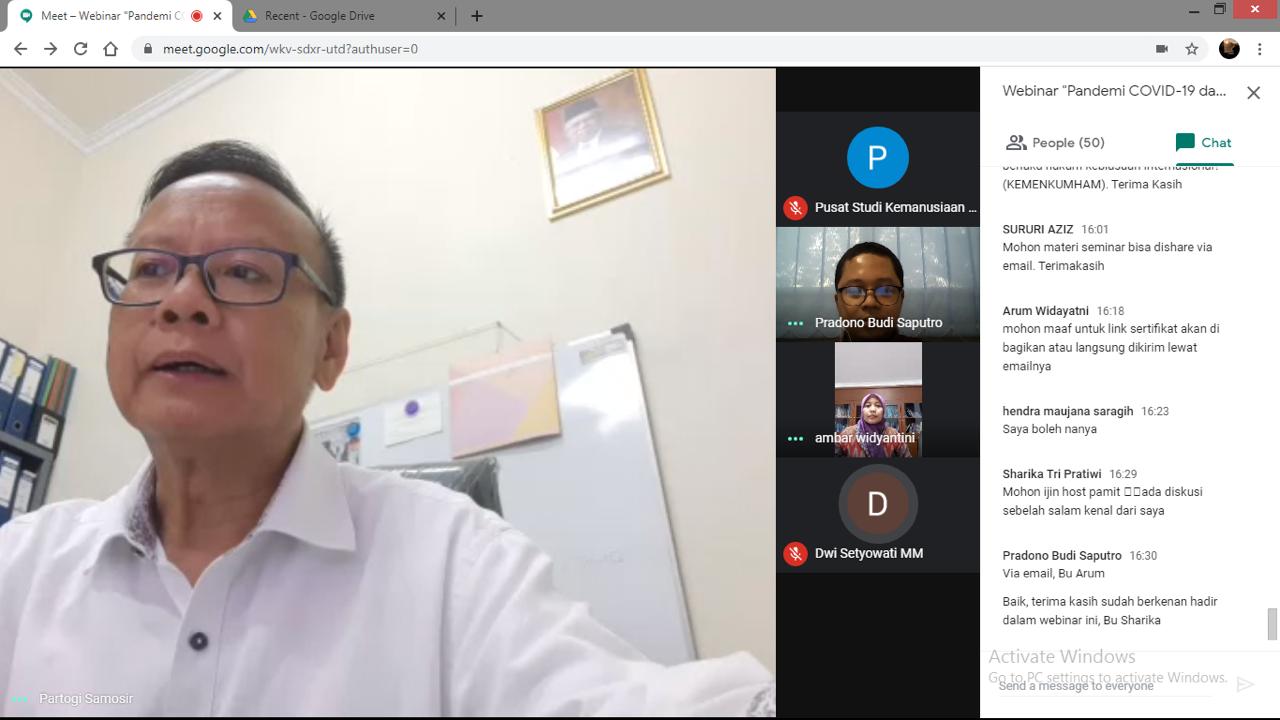 Meet – Webinar "Pandemi C
Recent - Google Drive
meet.google.com/wkv-sdxr-utd?authuser=0
Partogi Samosir
P
Pusat Studi Kemanusiaan ...
Pradono Budi Saputro
ambar widyantini
D
Dwi Setyowati MM
Webinar "Pandemi COVID-19 da...
People (50)
Chat
(KEMENKUMHAM). Terima Kasih
SURURI AZIZ 16:01
Mohon materi seminar bisa dishare via
email. Terimakasih
Arum Widayatni 16:18
mohon maaf untuk link sertifikat akan di
bagikan atau langsung dikirim lewat
emailnya
hendra maujana saragih 16:23
Saya boleh nanya
Sharika Tri Pratiwi 16:29
Mohon ijin host pamit ada diskusi
sebelah salam kenal dari saya
Pradono Budi Saputro 16:30
Via email, Bu Arum
Baik, terima kasih sudah berkenan hadir
dalam webinar ini, Bu Sharika
Activate Windows
Go to PC settings to activate Windows.
Send a message to everyone